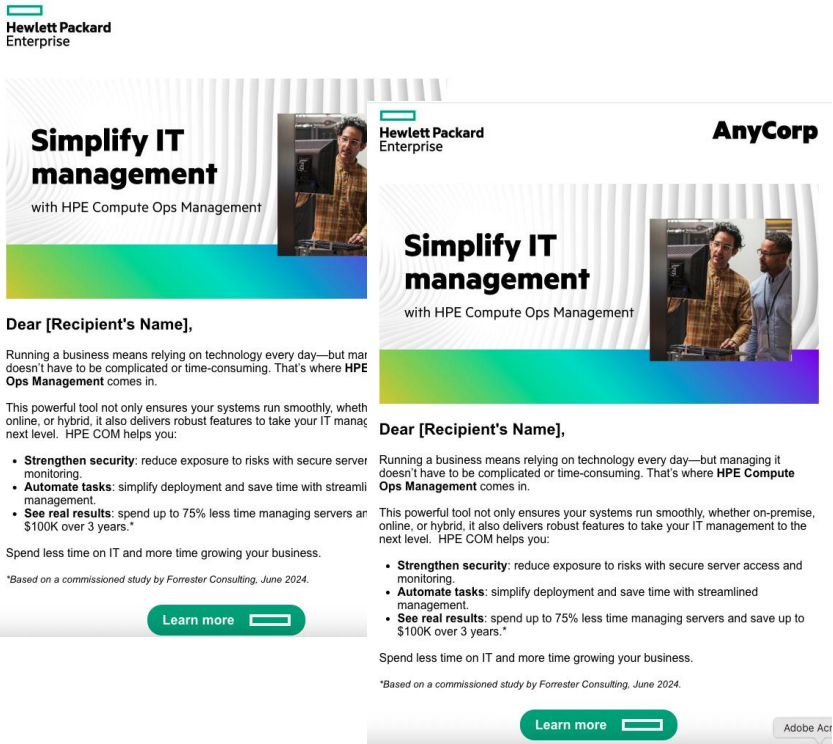 Hewlett Packard
Enterprise
Simplify IT
management
with HPE Compute Ops Management
Dear [Recipient's Name],
Running a business means relying on technology every day—but
doesn't have to be complicated or time-consuming. That's where HPE
Ops Management comes in.
This powerful tool not only ensures your systems run smoothly,
online, or hybrid, it also delivers robust features to take your IT
next level. HPE COM helps you:
• Strengthen security: reduce exposure to risks with secure server
monitoring.
• Automate tasks: simplify deployment and save time with
management.
• See real results: spend up to 75% less time managing servers
$100K over 3 years.*
Spend less time on IT and more time growing your business.
*Based on a commissioned study by Forrester Consulting, June 2024.
Learn more
Hewlett Packard
Enterprise
AnyCorp
Simplify IT
management
with HPE Compute Ops Management
Dear [Recipient's Name],
Running a business means relying on technology every day—but managing it
doesn't have to be complicated or time-consuming. That's where HPE Compute
Ops Management comes in.
This powerful tool not only ensures your systems run smoothly, whether on-premise,
online, or hybrid, it also delivers robust features to take your IT management to the
next level. HPE COM helps you:
• Strengthen security: reduce exposure to risks with secure server access and
monitoring.
• Automate tasks: simplify deployment and save time with streamlined
management.
• See real results: spend up to 75% less time managing servers and save up to
$100K over 3 years.*
Spend less time on IT and more time growing your business.
*Based on a commissioned study by Forrester Consulting, June 2024.
Learn more
Adobe Acr